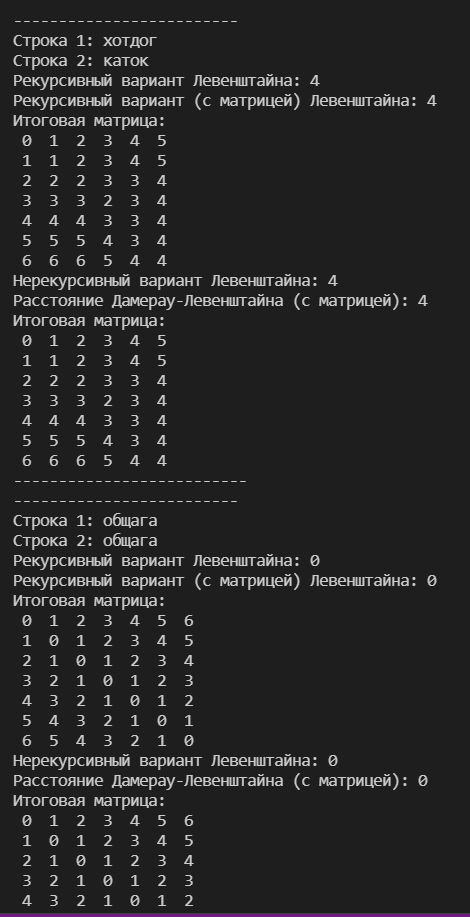 -------------------------
Строка 1: хотдог
Строка 2: каток
Рекурсивный вариант Левенштайна: 4
Рекурсивный вариант (с матрицей) Левенштайна: 4
Итоговая матрица:
0 1 2 3 4 5
1 1 2 3 4 5
2 2 2 3 3 4
3 3 3 2 3 4
4 4 4 3 3 4
5 5 5 4 3 4
6 6 6 5 4 4
Нерекурсивный вариант Левенштайна: 4
Расстояние Дамерау-Левенштайна (с матрицей): 4
Итоговая матрица:
0 1 2 3 4 5
1 1 2 3 4 5
2 2 2 3 3 4
3 3 3 2 3 4
4 4 4 3 3 4
5 5 5 4 3 4
6 6 6 5 4 4
--------------------------
-------------------------
Строка 1: общага
Строка 2: общага
Рекурсивный вариант Левенштайна: 0
Рекурсивный вариант (с матрицей) Левенштайна: 0
Итоговая матрица:
0 1 2 3 4 5 6
1 0 1 2 3 4 5
2 1 0 1 2 3 4
3 2 1 0 1 2 3
4 3 2 1 0 1 2
5 4 3 2 1 0 1
6 5 4 3 2 1 0
Нерекурсивный вариант Левенштайна: 0
Расстояние Дамерау-Левенштайна (с матрицей): 0
Итоговая матрица:
0 1 2 3 4 5 6
1 0 1 2 3 4 5
2 1 0 1 2 3 4
3 2 1 0 1 2 3
4 3 2 1 0 1 2